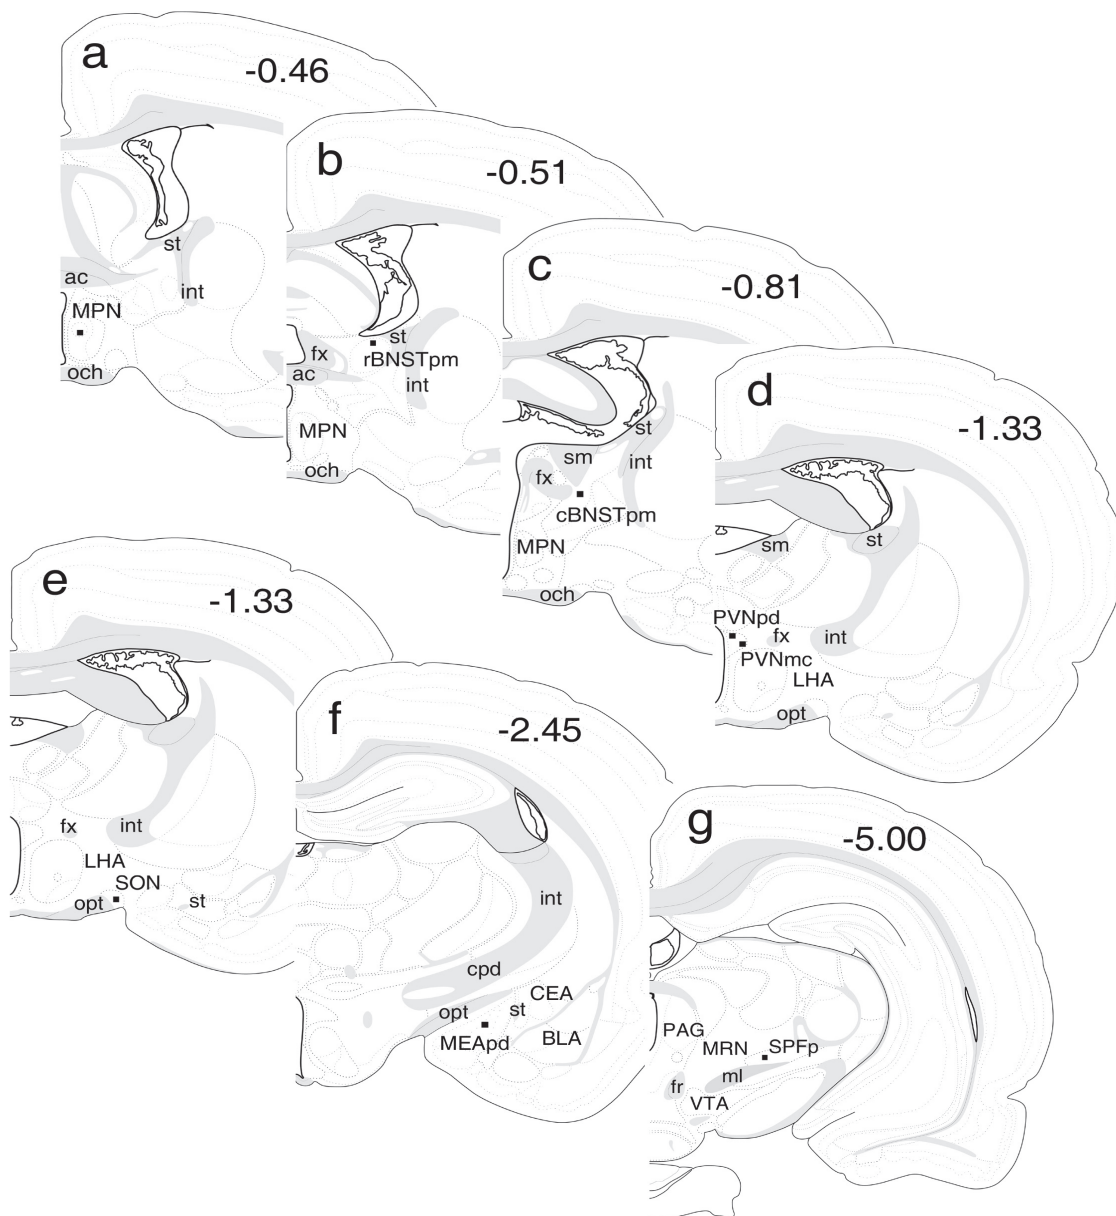 a
-0.46
st
ac
int
MPN
och
b
-0.51
st
fx
rBNSTpm
ac
int
MPN
och
c
-0.81
st
sm
int
fx
cBNSTpm
MPN
och
d
-1.33
sm
st
PVNpd
fx
int
PVNmc
LHA
opt
e
-1.33
fx
int
LHA
SON
opt
st
f
-2.45
int
cpd
CEA
opt
st
MEApd
BLA
g
-5.00
PAG
MRN
SPFp
ml
fr
VTA